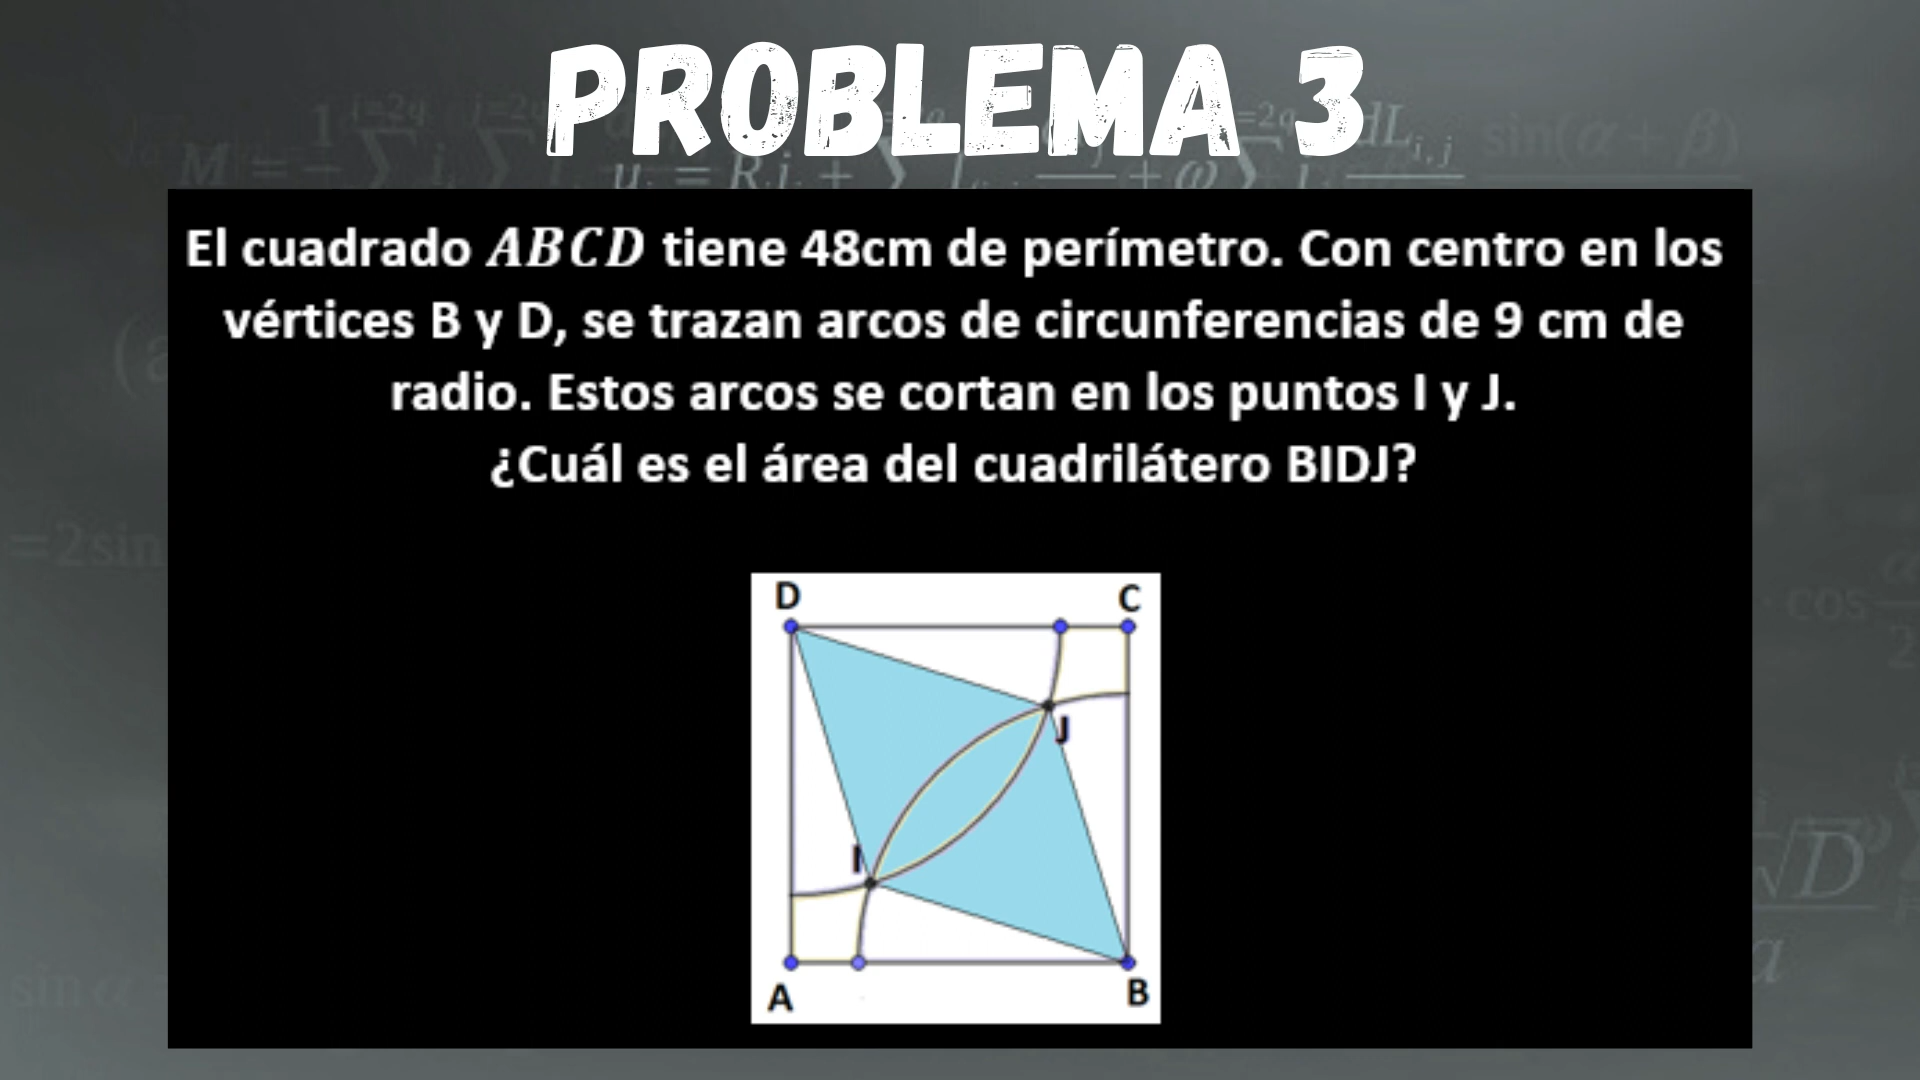 PROBLEMA 3
El cuadrado ABCD tiene 48cm de perímetro. Con centro en los
vértices B y D, se trazan arcos de circunferencias de 9 cm de
radio. Estos arcos se cortan en los puntos I y J.
¿Cuál es el área del cuadrilátero BIDJ?
D C
J
I
A B